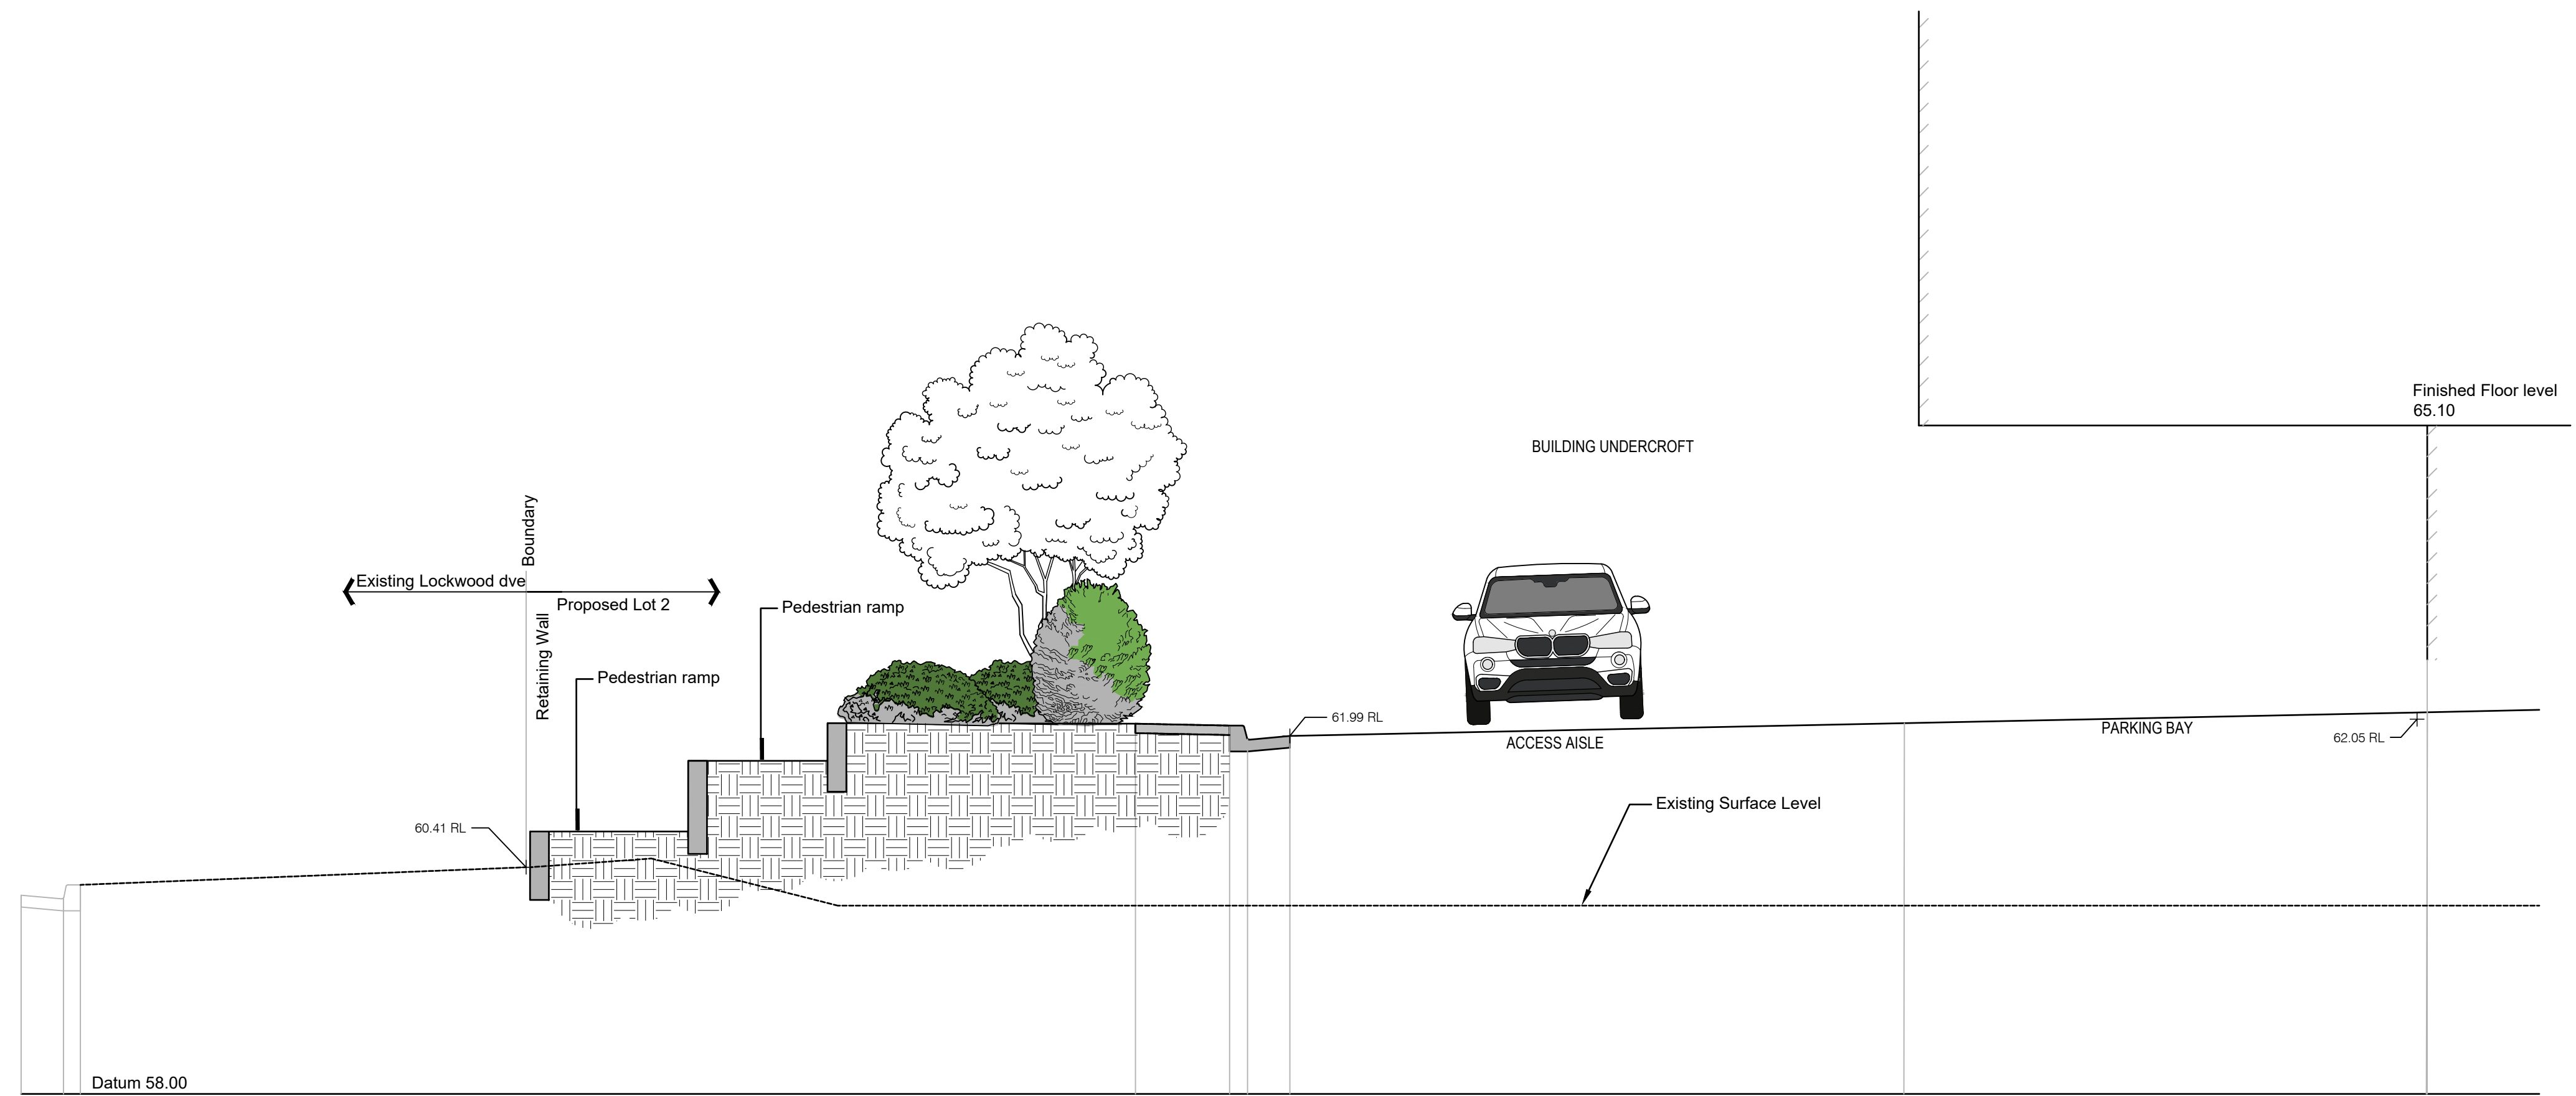 Finished Floor level
65.10
BUILDING UNDERCROFT
Boundary
Existing Lockwood dve
Proposed Lot 2
Retaining Wall
Pedestrian ramp
Pedestrian ramp
61.99 RL
ACCESS AISLE
PARKING BAY
62.05 RL
Existing Surface Level
60.41 RL
Datum 58.00